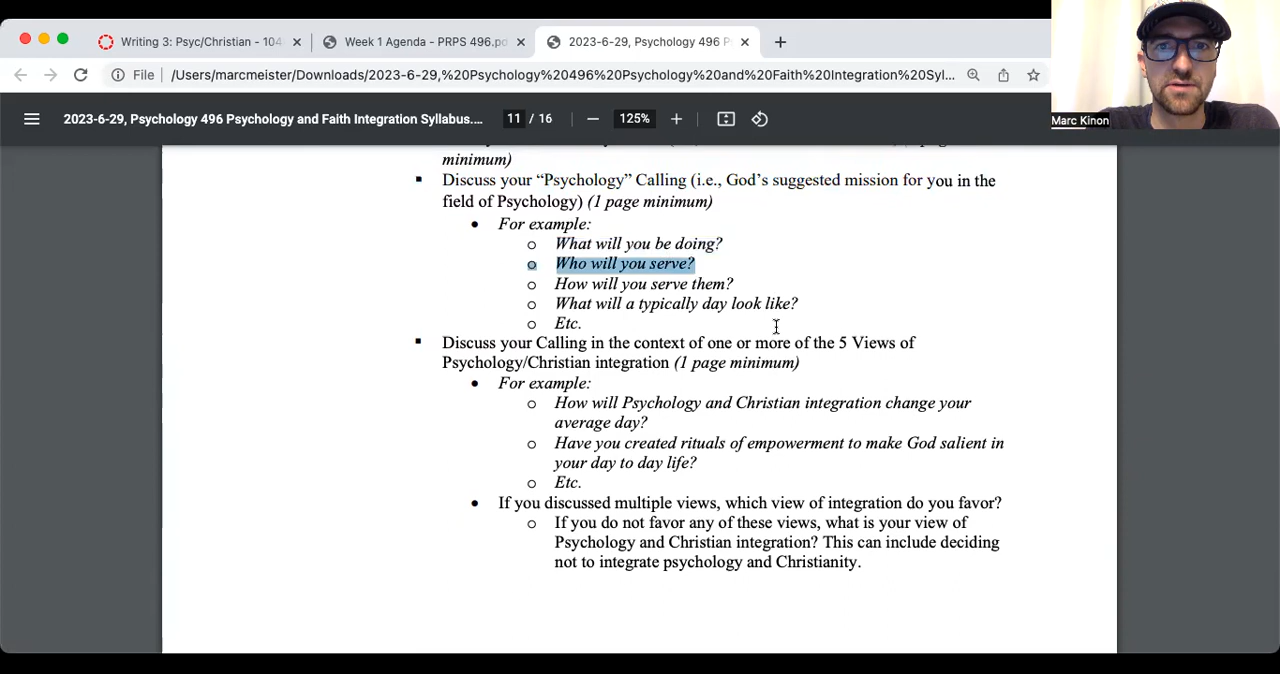 Writing 3: Psyc/Christian - 104
Week 1 Agenda - PRPS 496.po
2023-6-29, Psychology 496 P
File
/Users/marcmeister/Downloads/2023-6-29,%20Psychology%20496%20Psychology%20and%20Faith%20Integration%20Syl...
Marc Kinon
2023-6-29, Psychology 496 Psychology and Faith Integration Syllabus....
11 / 16
125%
minimum)
Discuss your “Psychology” Calling (i.e., God’s suggested mission for you in the
field of Psychology) (1 page minimum)
For example:
What will you be doing?
Who will you serve?
How will you serve them?
What will a typically day look like?
Etc.
Discuss your Calling in the context of one or more of the 5 Views of
Psychology/Christian integration (1 page minimum)
For example:
How will Psychology and Christian integration change your
average day?
Have you created rituals of empowerment to make God salient in
your day to day life?
Etc.
If you discussed multiple views, which view of integration do you favor?
If you do not favor any of these views, what is your view of
Psychology and Christian integration? This can include deciding
not to integrate psychology and Christianity.